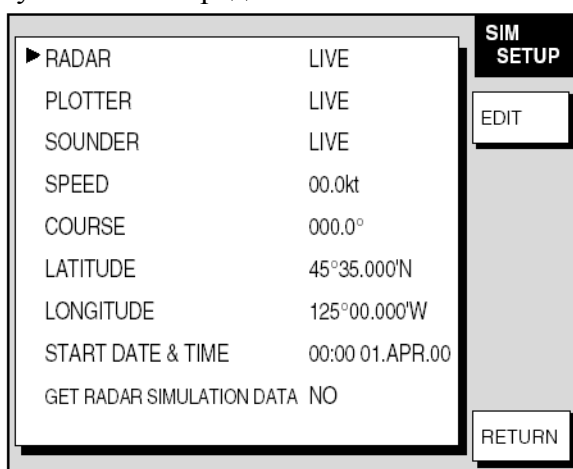 SIM
SETUP
▶ RADAR LIVE
PLOTTER LIVE
SOUNDER LIVE
SPEED 00.0kt
COURSE 000.0°
LATITUDE 45°35.000'N
LONGITUDE 125°00.000'W
START DATE & TIME 00:00 01.APR.00
GET RADAR SIMULATION DATA NO
EDIT
RETURN